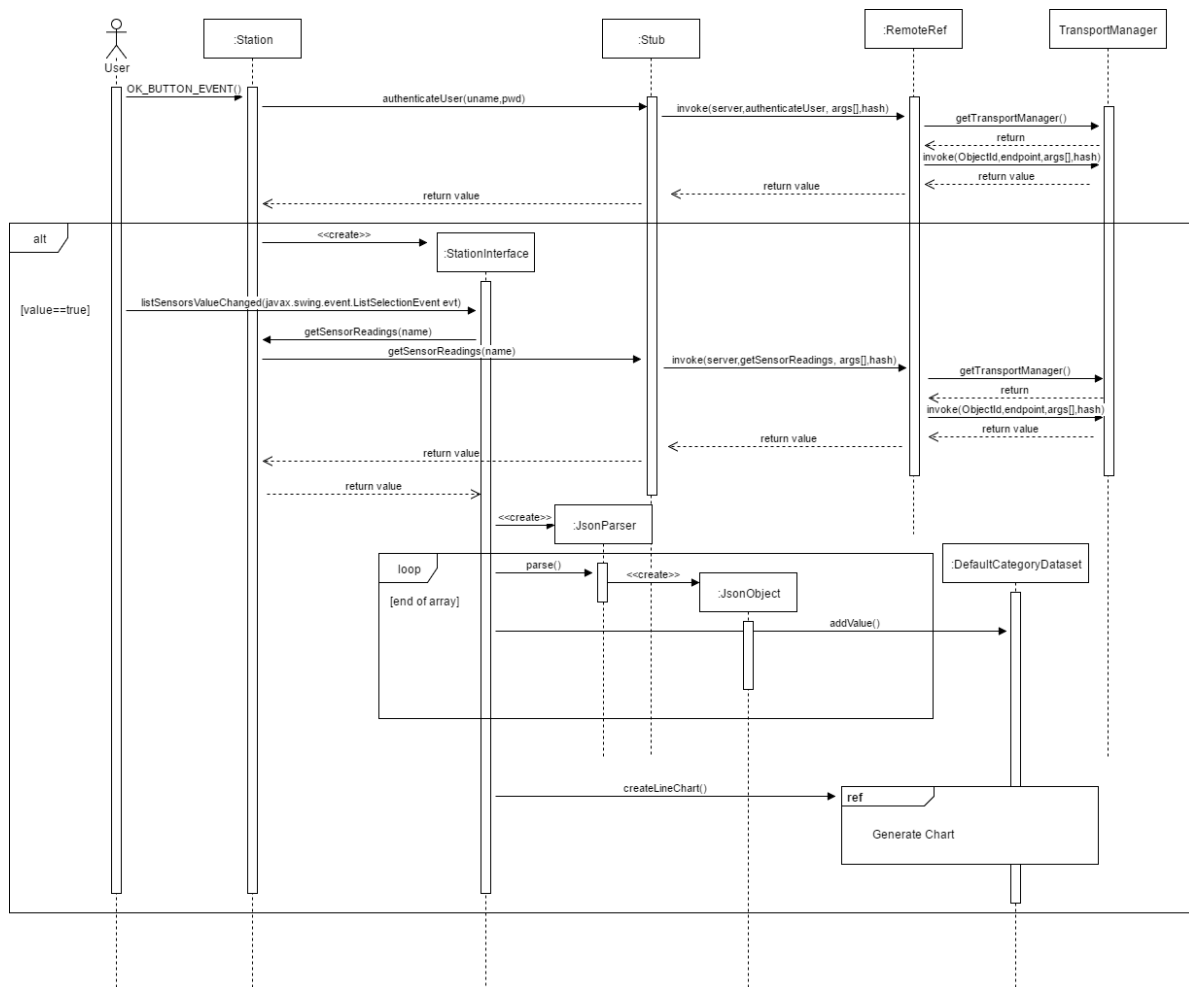 User
:Station
:Stub
:RemoteRef
TransportManager
OK_BUTTON_EVENT()
authenticateUser(uname,pwd)
invoke(server,authenticateUser, args[],hash)
getTransportManager()
return
invoke(ObjectId,endpoint,args[],hash)
return value
return value
return value
alt
<<create>>
:StationInterface
[value==true]
listSensorsValueChanged(javax.swing.event.ListSelectionEvent evt)
getSensorReadings(name)
getSensorReadings(name)
invoke(server,getSensorReadings, args[],hash)
getTransportManager()
return
invoke(ObjectId,endpoint,args[],hash)
return value
return value
return value
return value
<<create>>
:JsonParser
loop
parse()
<<create>>
:DefaultCategoryDataset
[end of array]
:JsonObject
addValue()
createLineChart()
ref
Generate Chart